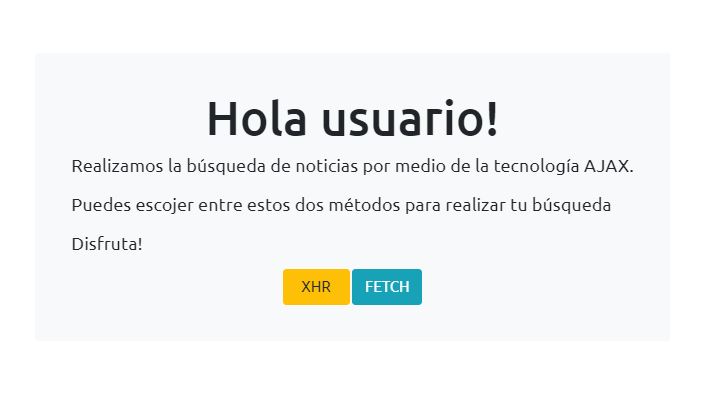 Hola usuario!
Realizamos la búsqueda de noticias por medio de la tecnología AJAX.
Puedes escojer entre estos dos métodos para realizar tu búsqueda
Disfruta!
XHR FETCH